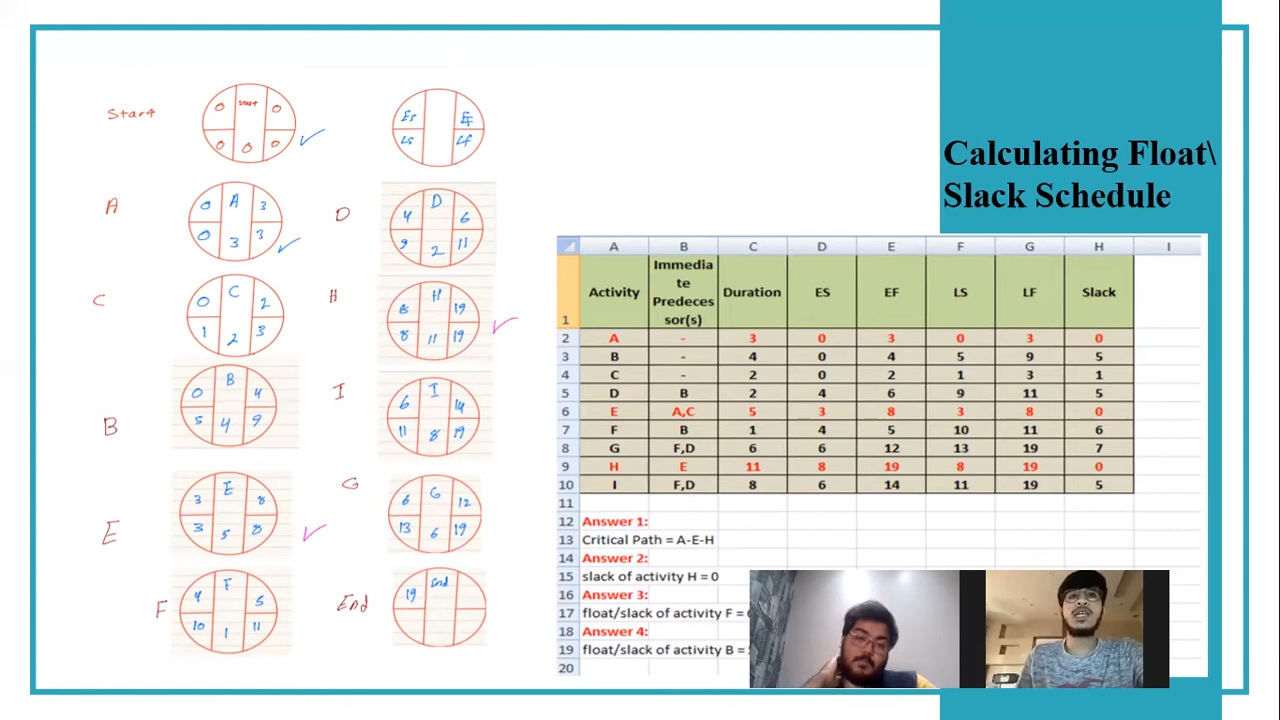 Calculating Float\
Slack Schedule
Start
0 start 0
0 0 0
Es EF
Ls Lf
A
0 A 3
0 3 3
D
4 D 6
9 2 11
C
0 C 2
1 2 3
H
8 H 19
8 11 19
B
0 B 4
5 4 9
I
6 I 14
11 8 19
E
3 E 8
3 5 8
G
6 G 12
13 6 19
F
4 F 5
10 1 11
End
19 End
A B C D E F G H I
1 Activity Immedia
te
Predeces
sor(s) Duration ES EF LS LF Slack
2 A - 3 0 3 0 3 0
3 B - 4 0 4 5 9 5
4 C - 2 0 2 1 3 1
5 D B 2 4 6 9 11 5
6 E A,C 5 3 8 3 8 0
7 F B 1 4 5 10 11 6
8 G F,D 6 6 12 13 19 7
9 H E 11 8 19 8 19 0
10 I F,D 8 6 14 11 19 5
11
12 Answer 1:
13 Critical Path = A-E-H
14 Answer 2:
15 slack of activity H = 0
16 Answer 3:
17 float/slack of activity F =
18 Answer 4:
19 float/slack of activity B =
20